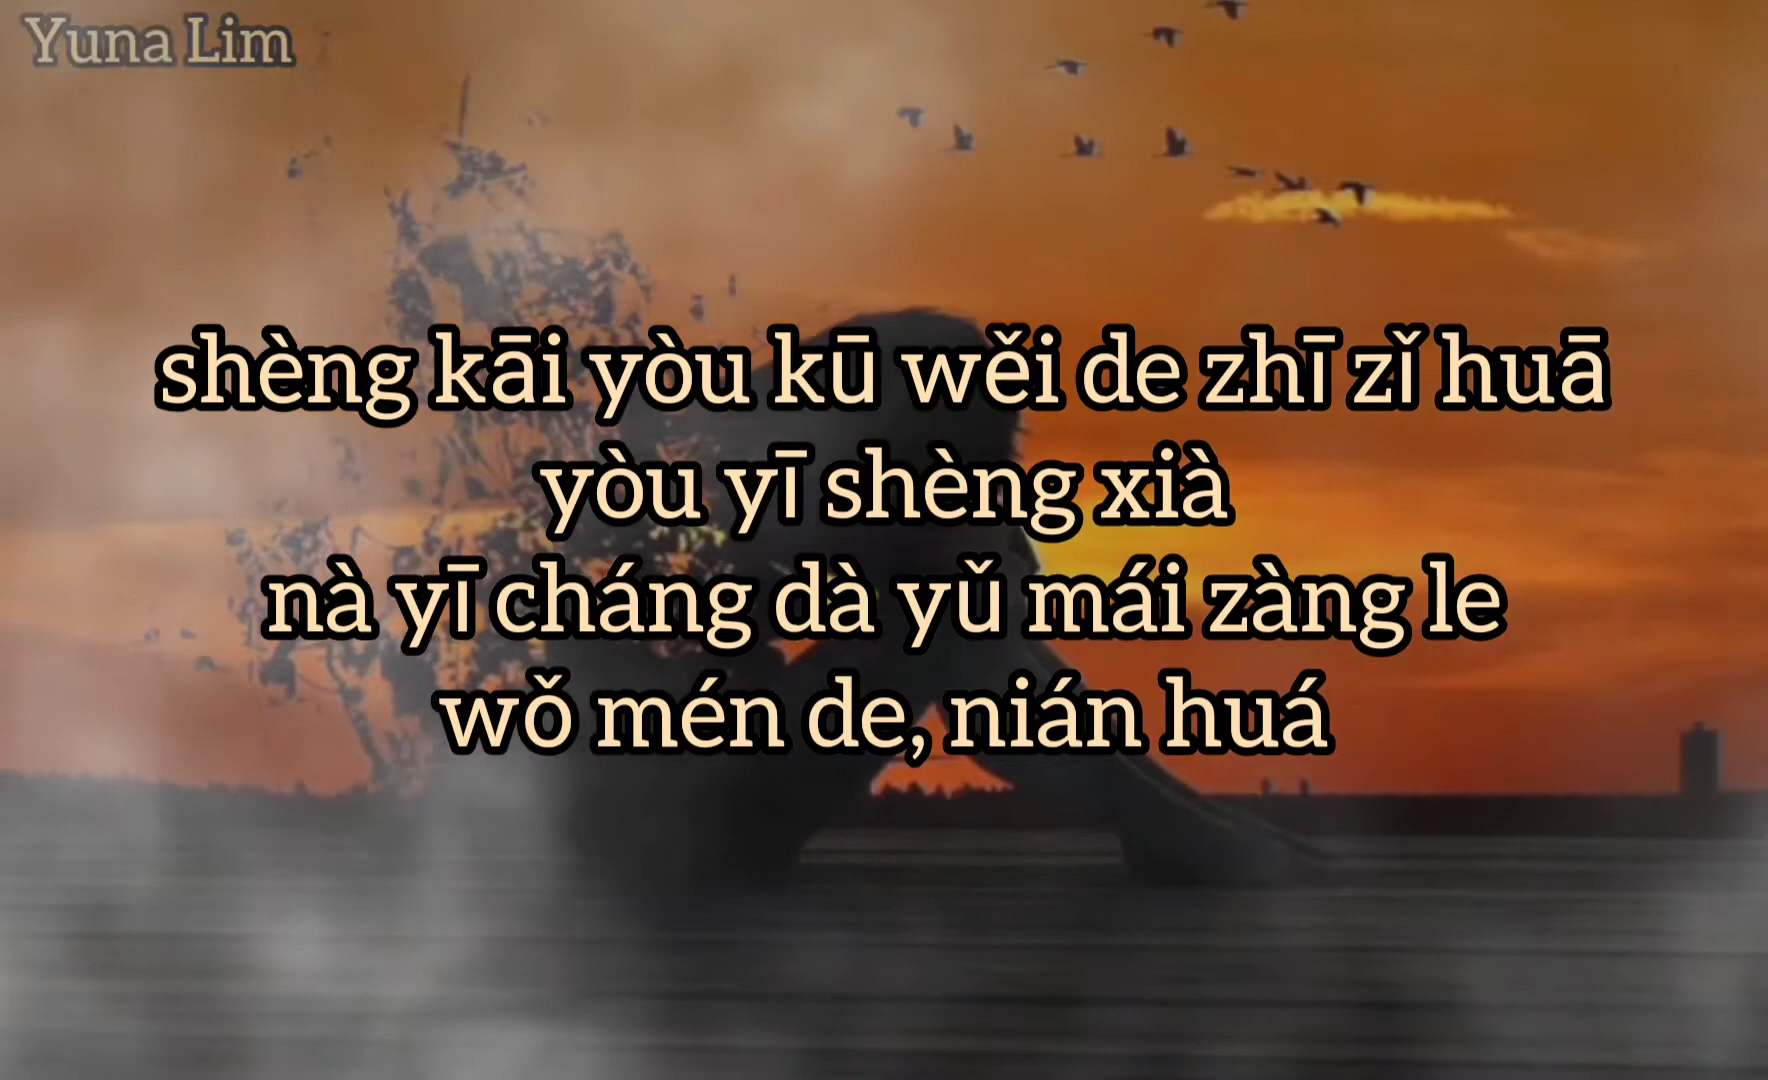 Yuna Lim
shèng kāi yòu kū wěi de zhī zǐ huā
yòu yī shèng xià
nà yī cháng dà yǔ mái zàng le
wǒ mén de, nián huá